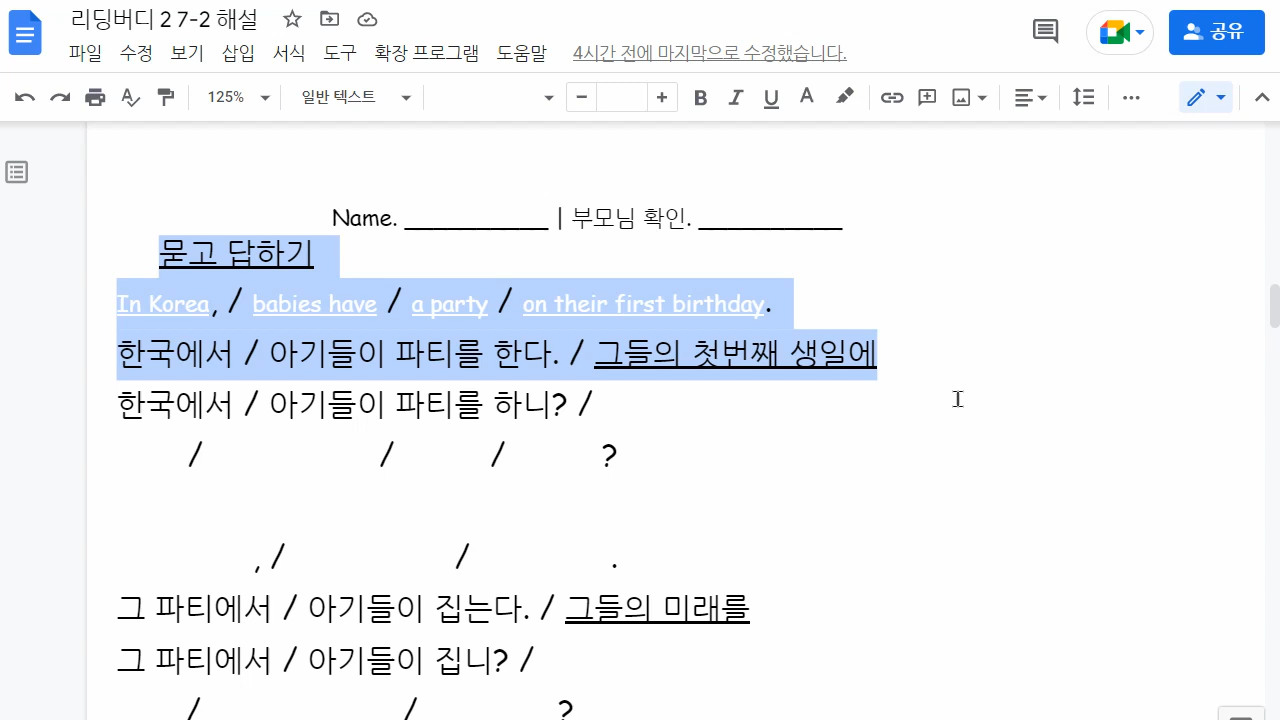 리딩버디 2 7-2 해설
파일 수정 보기 삽입 서식 도구 확장 프로그램 도움말 4시간 전에 마지막으로 수정했습니다.
공유
125% 일반 텍스트 B I U A
Name. ____________ | 부모님 확인. ____________
묻고 답하기
In Korea, / babies have / a party / on their first birthday.
한국에서 / 아기들이 파티를 한다. / 그들의 첫번째 생일에
한국에서 / 아기들이 파티를 하니? /
/ / / ?
, / / .
그 파티에서 / 아기들이 집는다. / 그들의 미래를
그 파티에서 / 아기들이 집니? /
/ / ?